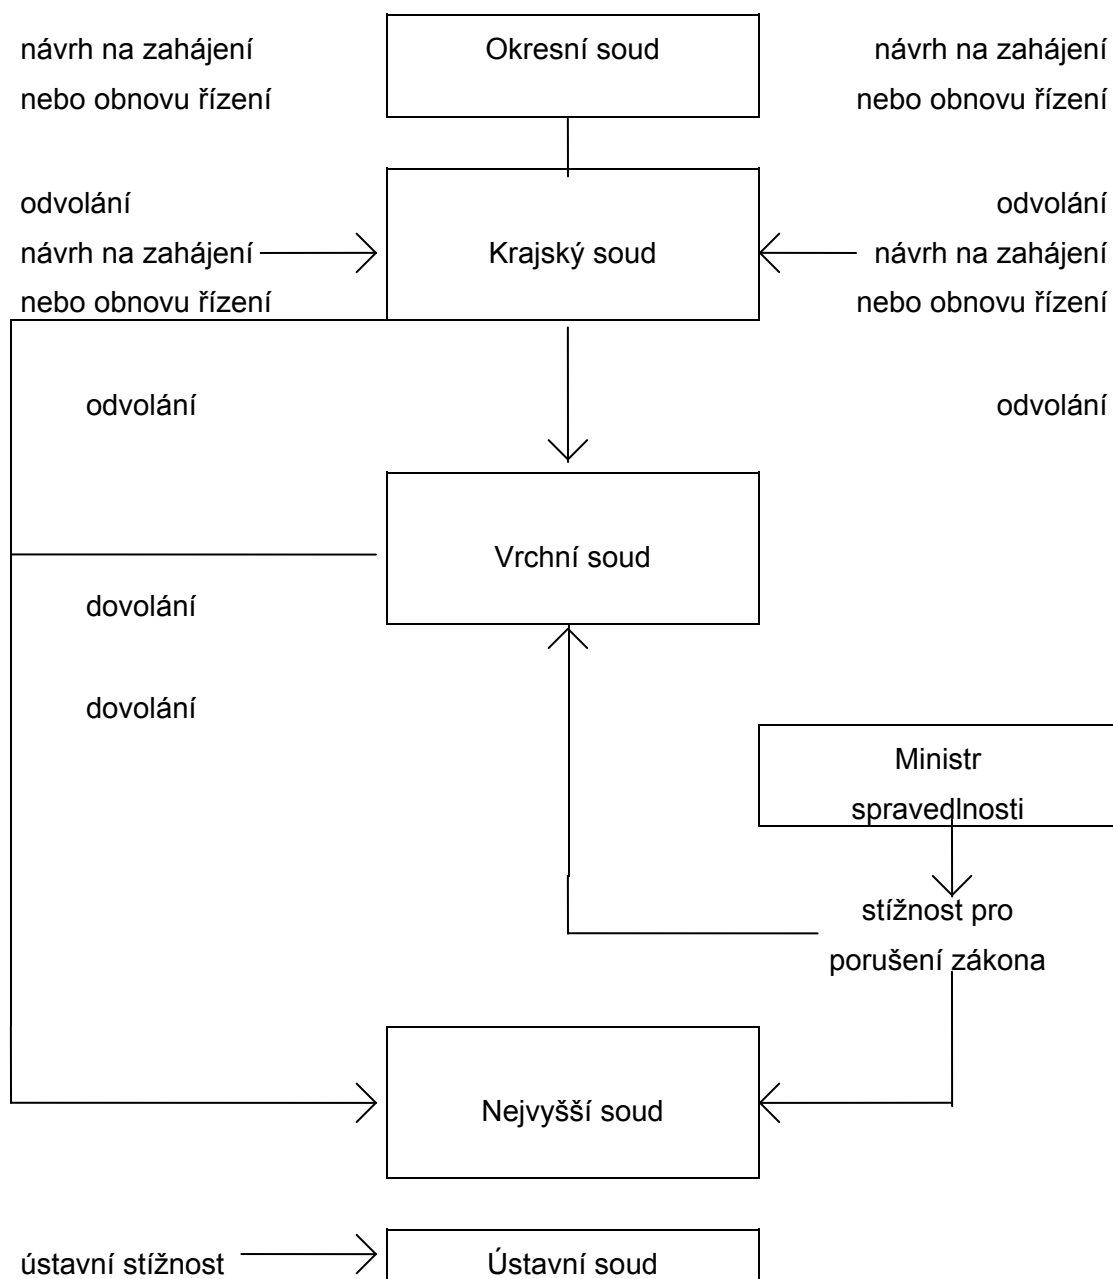 návrh na zahájení
Okresní soud
návrh na zahájení
nebo obnovu řízení
nebo obnovu řízení
odvolání
odvolání
návrh na zahájení
Krajský soud
návrh na zahájení
nebo obnovu řízení
nebo obnovu řízení
odvolání
odvolání
Vrchní soud
dovolání
dovolání
Ministr
spravedlnosti
stížnost pro
porušení zákona
Nejvyšší soud
ústavní stížnost
Ústavní soud